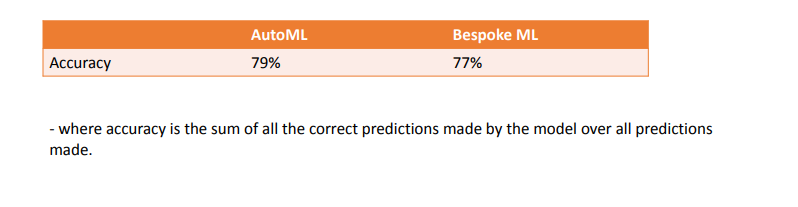 AutoML Bespoke ML
Accuracy 79% 77%
- where accuracy is the sum of all the correct predictions made by the model over all predictions
made.